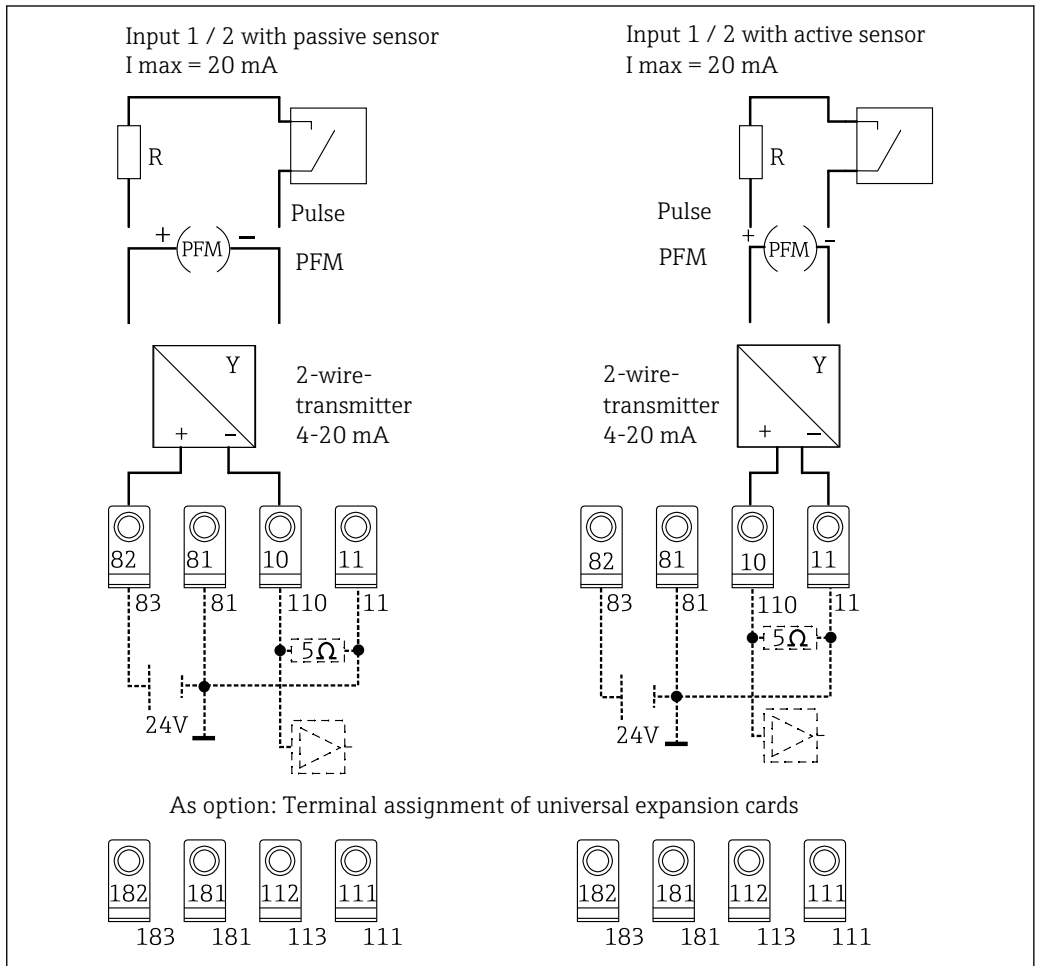 Input 1 / 2 with passive sensor
I max = 20 mA
R
Pulse
+ PFM −
PFM
Y
+ −
2-wire-
transmitter
4-20 mA
82 81 10 11
83 81 110 11
5Ω
24V
Input 1 / 2 with active sensor
I max = 20 mA
R
Pulse
+ PFM -
PFM
Y
+ −
2-wire-
transmitter
4-20 mA
82 81 10 11
83 81 110 11
5Ω
24V
As option: Terminal assignment of universal expansion cards
182 181 112 111
183 181 113 111
182 181 112 111
183 181 113 111